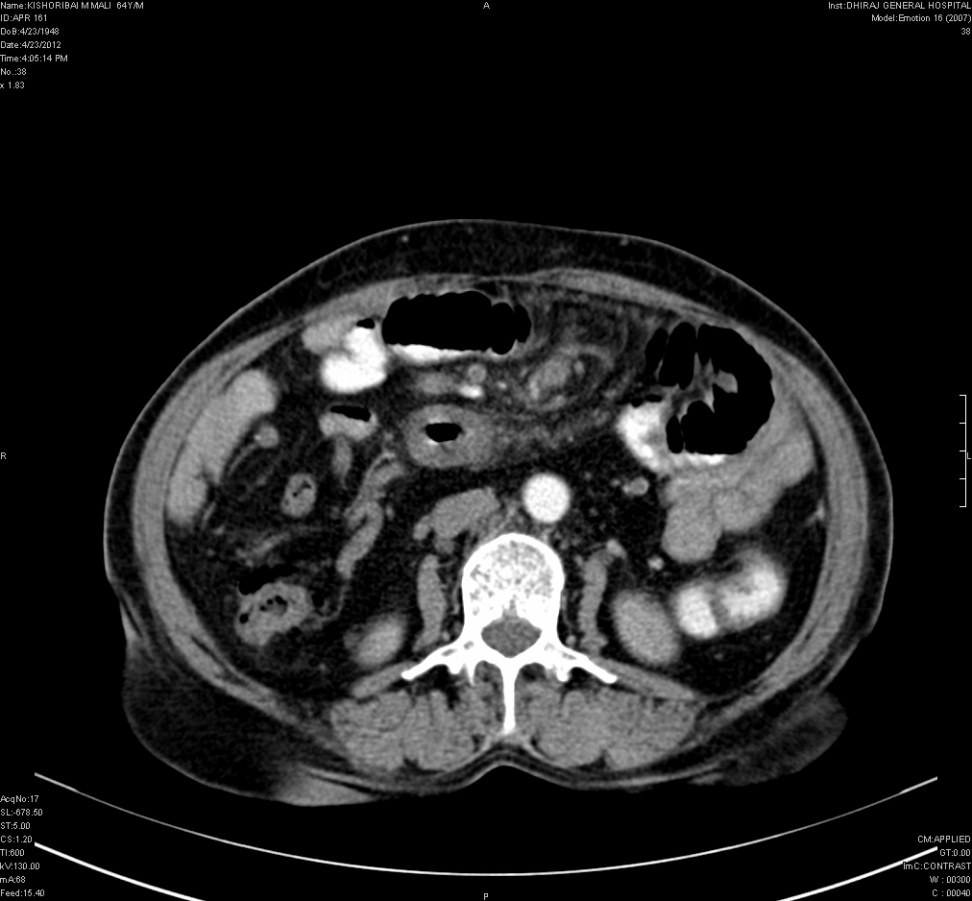 Name:KISHORIBAI M MALI 64Y/M
ID:APR 161
DoB:4/23/1948
Date:4/23/2012
Time:4:05:14 PM
No.:38
x 1.83
A
Inst:DHIRAJ GENERAL HOSPITAL
Model:Emotion 16 (2007)
38
R
L
AcqNo:17
SL:-678.50
ST:5.00
CS:1.20
TI:600
kV:130.00
mA:68
Feed:15.40
P
CM:APPLIED
GT:0.00
ImC:CONTRAST
W : 00300
C : 00040